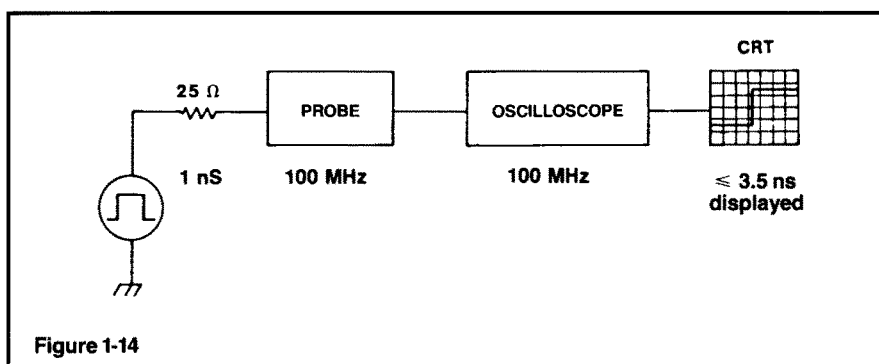 CRT
25 Ω
PROBE
OSCILLOSCOPE
1 nS
100 MHz
100 MHz
≤ 3.5 ns
displayed
Figure 1-14